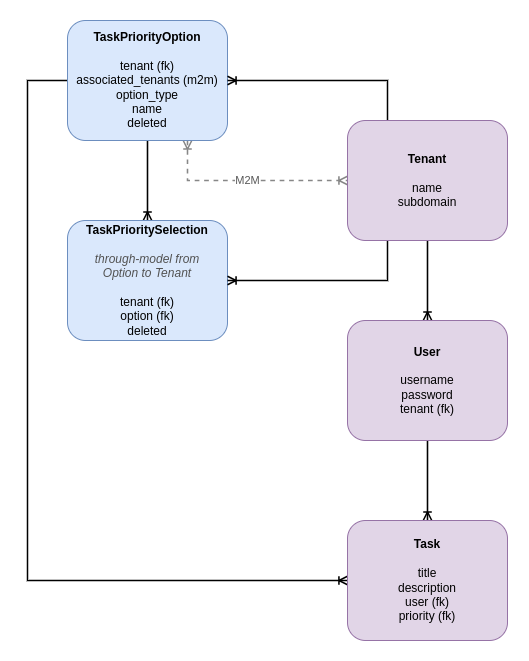 TaskPriorityOption
tenant (fk)
associated_tenants (m2m)
option_type
name
deleted
Tenant
name
subdomain
M2M
TaskPrioritySelection
through-model from
Option to Tenant
tenant (fk)
option (fk)
deleted
User
username
password
tenant (fk)
Task
title
description
user (fk)
priority (fk)